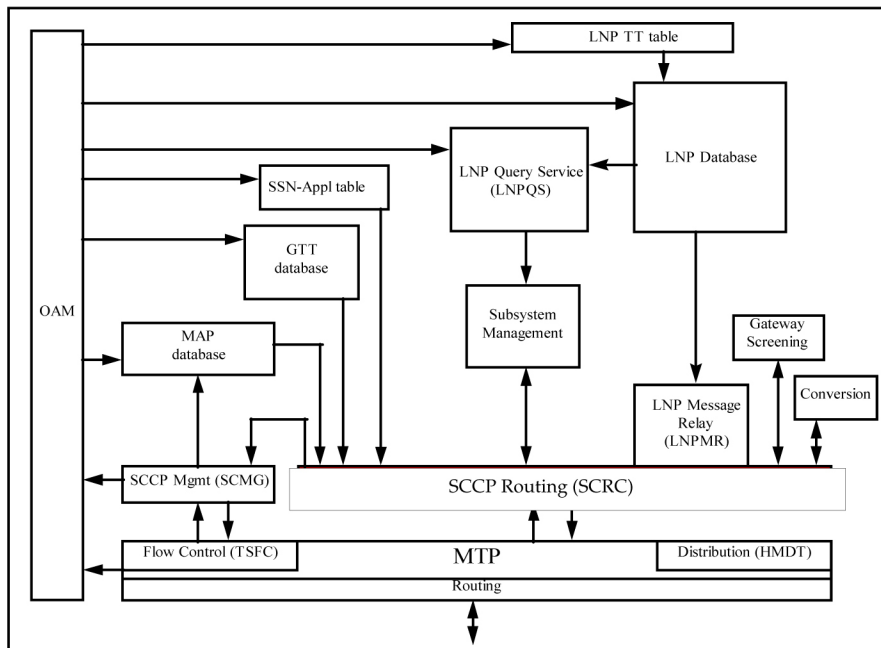 LNP TT table
LNP Database
LNP Query Service
(LNPQS)
SSN-Appl table
GTT
database
OAM
Subsystem
Management
MAP
database
Gateway
Screening
LNP Message
Relay
(LNPMR)
Conversion
SCCP Mgmt (SCMG)
SCCP Routing (SCRC)
Flow Control (TSFC)
MTP
Distribution (HMDT)
Routing